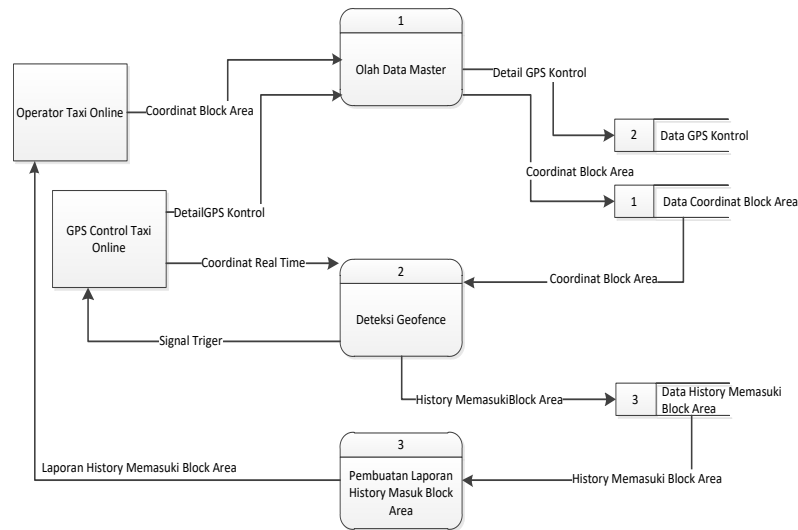 1
Olah Data Master
Detail GPS Kontrol
Operator Taxi Online
Coordinat Block Area
2
Data GPS Kontrol
Coordinat Block Area
1
Data Coordinat Block Area
DetailGPS Kontrol
GPS Control Taxi
Online
Coordinat Real Time
2
Deteksi Geofence
Coordinat Block Area
Signal Triger
History MemasukiBlock Area
3
Data History Memasuki
Block Area
3
Pembuatan Laporan
History Masuk Block
Area
Laporan History Memasuki Block Area
History Memasuki Block Area